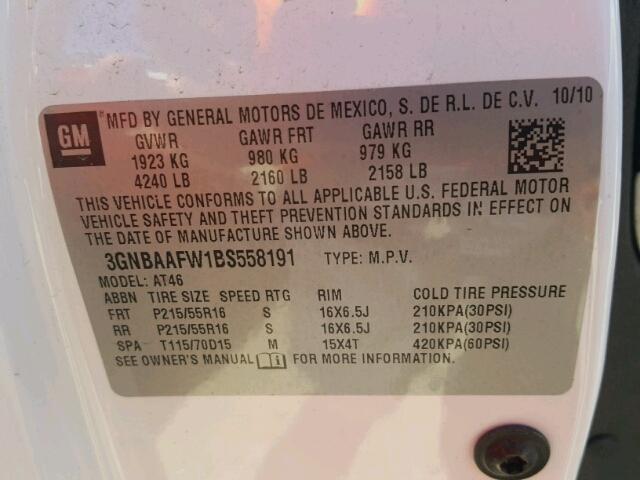 GM
® MFD BY GENERAL MOTORS DE MEXICO, S. DE R.L. DE C.V. 10/10
GVWR GAWR FRT GAWR RR
1923 KG 980 KG 979 KG
4240 LB 2160 LB 2158 LB
THIS VEHICLE CONFORMS TO ALL APPLICABLE U.S. FEDERAL MOTOR
VEHICLE SAFETY AND THEFT PREVENTION STANDARDS IN EFFECT ON
THE DATE OF MANUFACTURE SHOWN ABOVE.
3GNBAAFW1BS558191 TYPE: M.P.V.
MODEL: AT46
ABBN TIRE SIZE SPEED RTG RIM COLD TIRE PRESSURE
FRT P215/55R16 S 16X6.5J 210KPA(30PSI)
RR P215/55R16 S 16X6.5J 210KPA(30PSI)
SPA T115/70D15 M 15X4T 420KPA(60PSI)
SEE OWNER'S MANUAL FOR MORE INFORMATION.